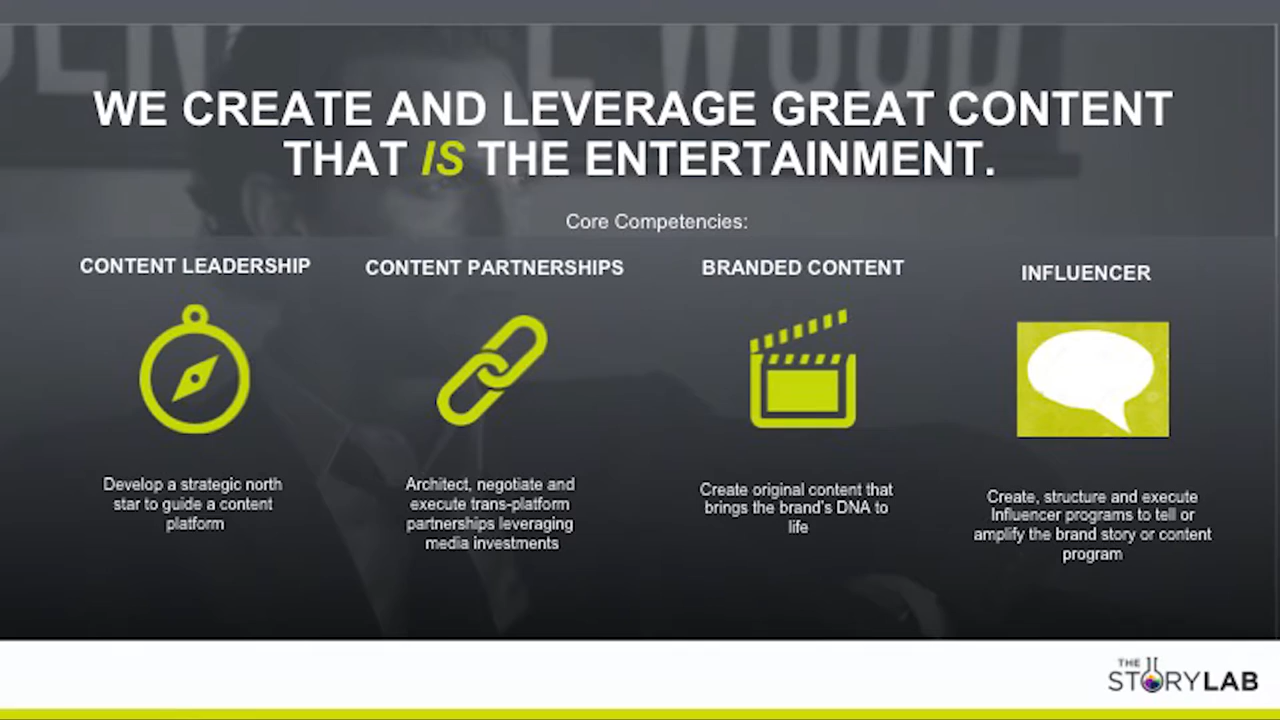 WE CREATE AND LEVERAGE GREAT CONTENT
THAT IS THE ENTERTAINMENT.
Core Competencies:
CONTENT LEADERSHIP
Develop a strategic north
star to guide a content
platform
CONTENT PARTNERSHIPS
Architect, negotiate and
execute trans-platform
partnerships leveraging
media investments
BRANDED CONTENT
Create original content that
brings the brand's DNA to
life
INFLUENCER
Create, structure and execute
Influencer programs to tell or
amplify the brand story or content
program
THE
STORYLAB